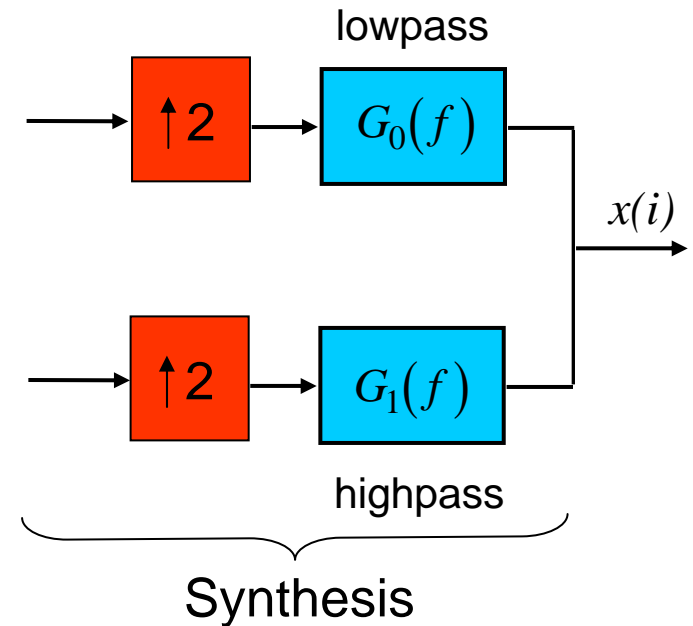 lowpass
↑2
G₀(f)
x(i)
↑2
G₁(f)
highpass
Synthesis